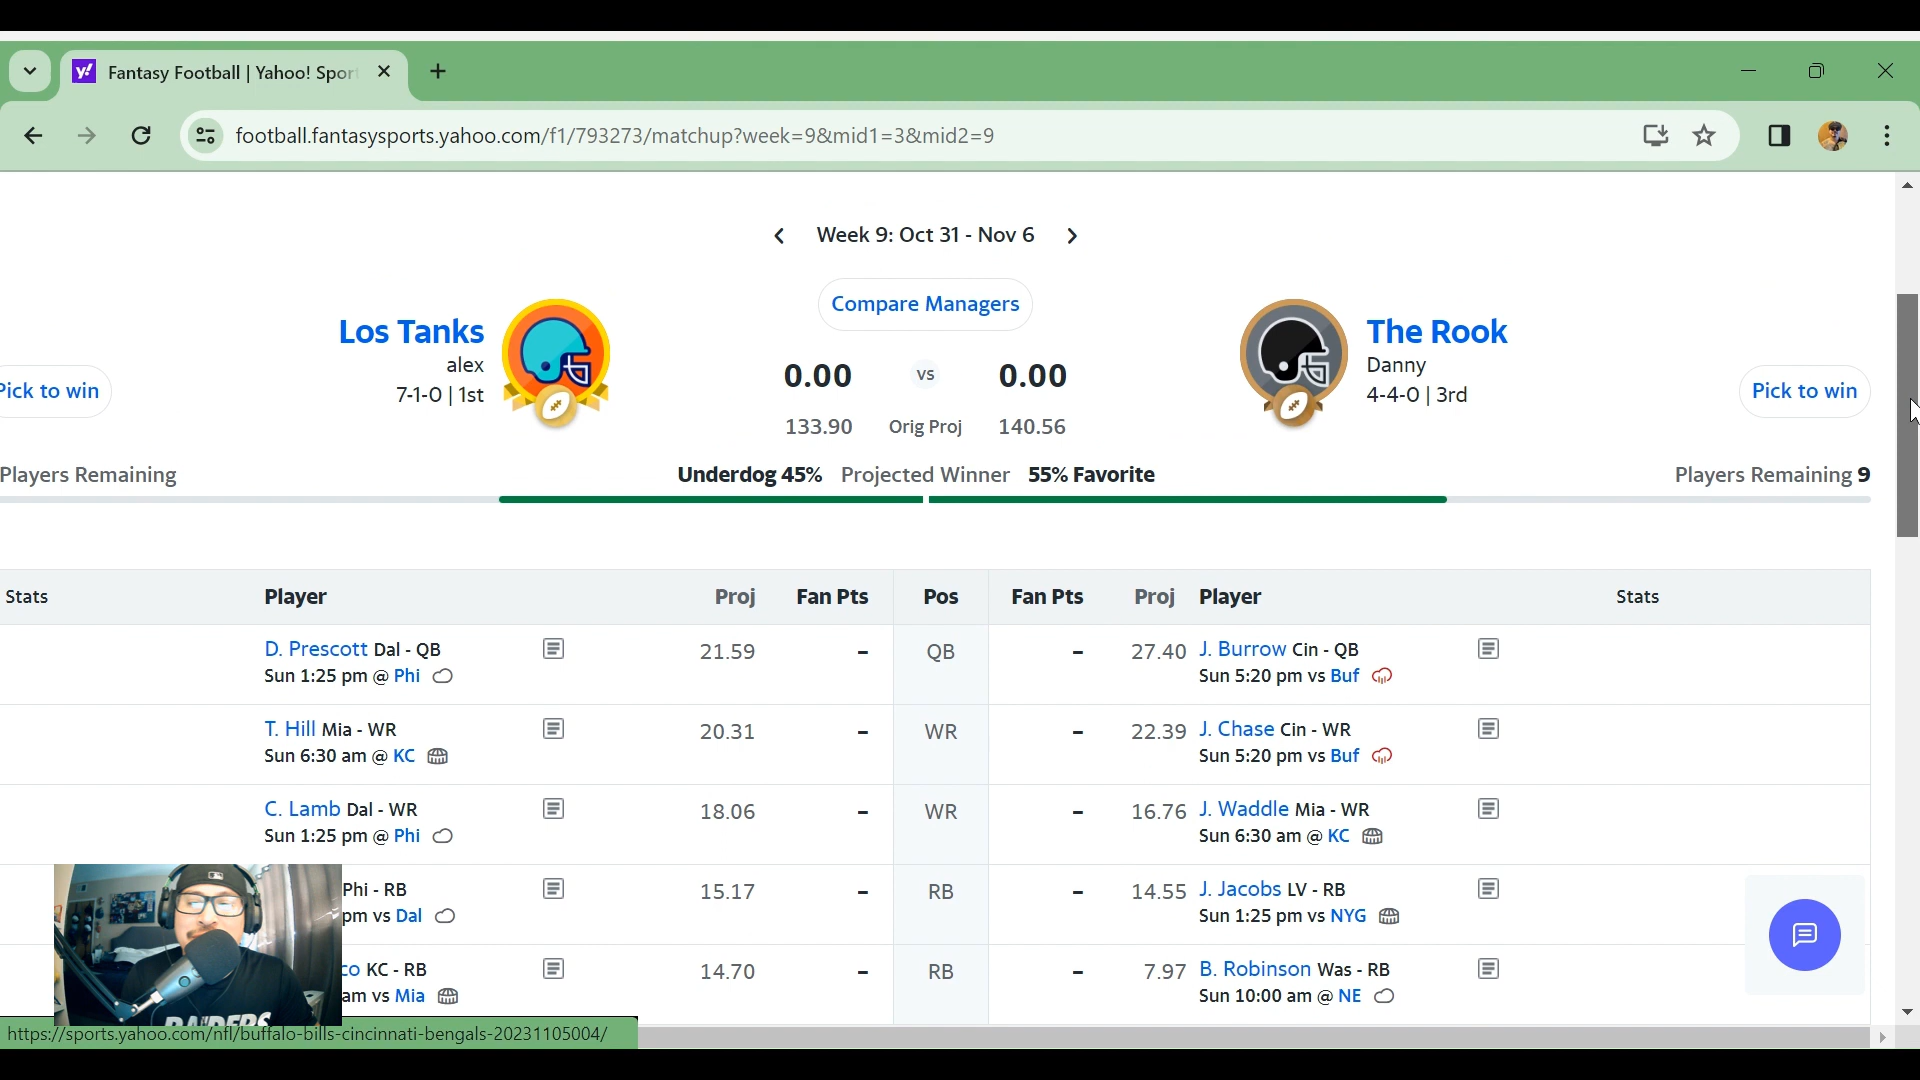 Fantasy Football | Yahoo! Spor
football.fantasysports.yahoo.com/f1/793273/matchup?week=9&mid1=3&mid2=9
Week 9: Oct 31 - Nov 6
Compare Managers
Los Tanks
alex
7-1-0 | 1st
Pick to win
0.00 vs 0.00
133.90 Orig Proj 140.56
The Rook
Danny
4-4-0 | 3rd
Pick to win
Players Remaining
Underdog 45% Projected Winner 55% Favorite
Players Remaining 9
Stats Player Proj Fan Pts Pos Fan Pts Proj Player Stats
D. Prescott Dal - QB 21.59 – QB – 27.40 J. Burrow Cin - QB
Sun 1:25 pm @ Phi Sun 5:20 pm vs Buf
T. Hill Mia - WR 20.31 – WR – 22.39 J. Chase Cin - WR
Sun 6:30 am @ KC Sun 5:20 pm vs Buf
C. Lamb Dal - WR 18.06 – WR – 16.76 J. Waddle Mia - WR
Sun 1:25 pm @ Phi Sun 6:30 am @ KC
Phi - RB 15.17 – RB – 14.55 J. Jacobs LV - RB
pm vs Dal Sun 1:25 pm vs NYG
co KC - RB 14.70 – RB – 7.97 B. Robinson Was - RB
am vs Mia Sun 10:00 am @ NE
RAIDERS
https://sports.yahoo.com/nfl/buffalo-bills-cincinnati-bengals-20231105004/